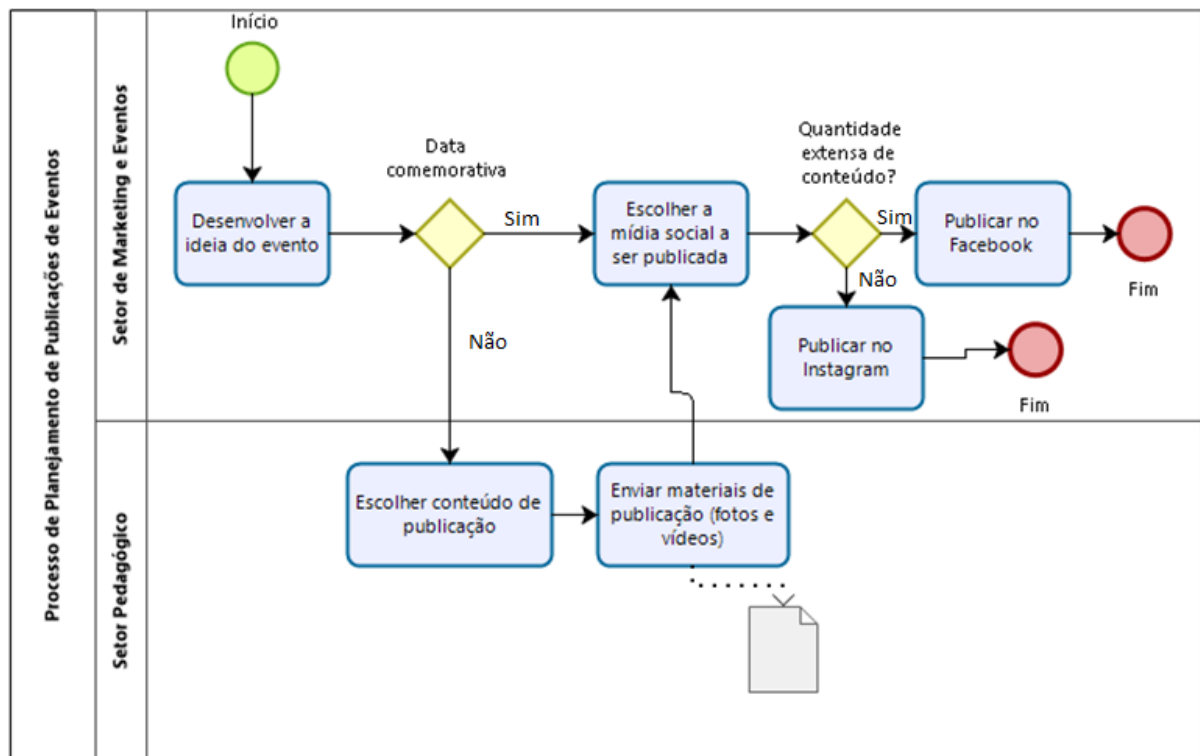 Processo de Planejamento de Publicações de Eventos
Setor de Marketing e Eventos
Início
Desenvolver a
ideia do evento
Data
comemorativa
Sim
Não
Escolher a
mídia social a
ser publicada
Quantidade
extensa de
conteúdo?
Sim
Não
Publicar no
Facebook
Fim
Publicar no
Instagram
Fim
Setor Pedagógico
Escolher conteúdo de
publicação
Enviar materiais de
publicação (fotos e
vídeos)